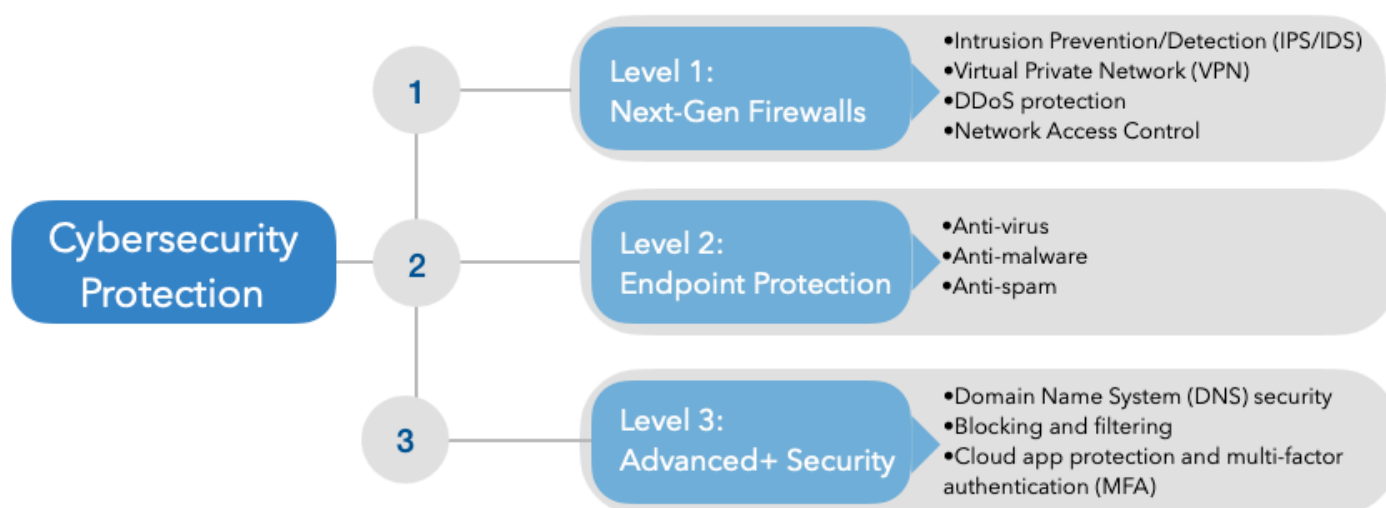 Cybersecurity
Protection
1
Level 1:
Next-Gen Firewalls
•Intrusion Prevention/Detection (IPS/IDS)
•Virtual Private Network (VPN)
•DDoS protection
•Network Access Control
2
Level 2:
Endpoint Protection
•Anti-virus
•Anti-malware
•Anti-spam
3
Level 3:
Advanced+ Security
•Domain Name System (DNS) security
•Blocking and filtering
•Cloud app protection and multi-factor
authentication (MFA)